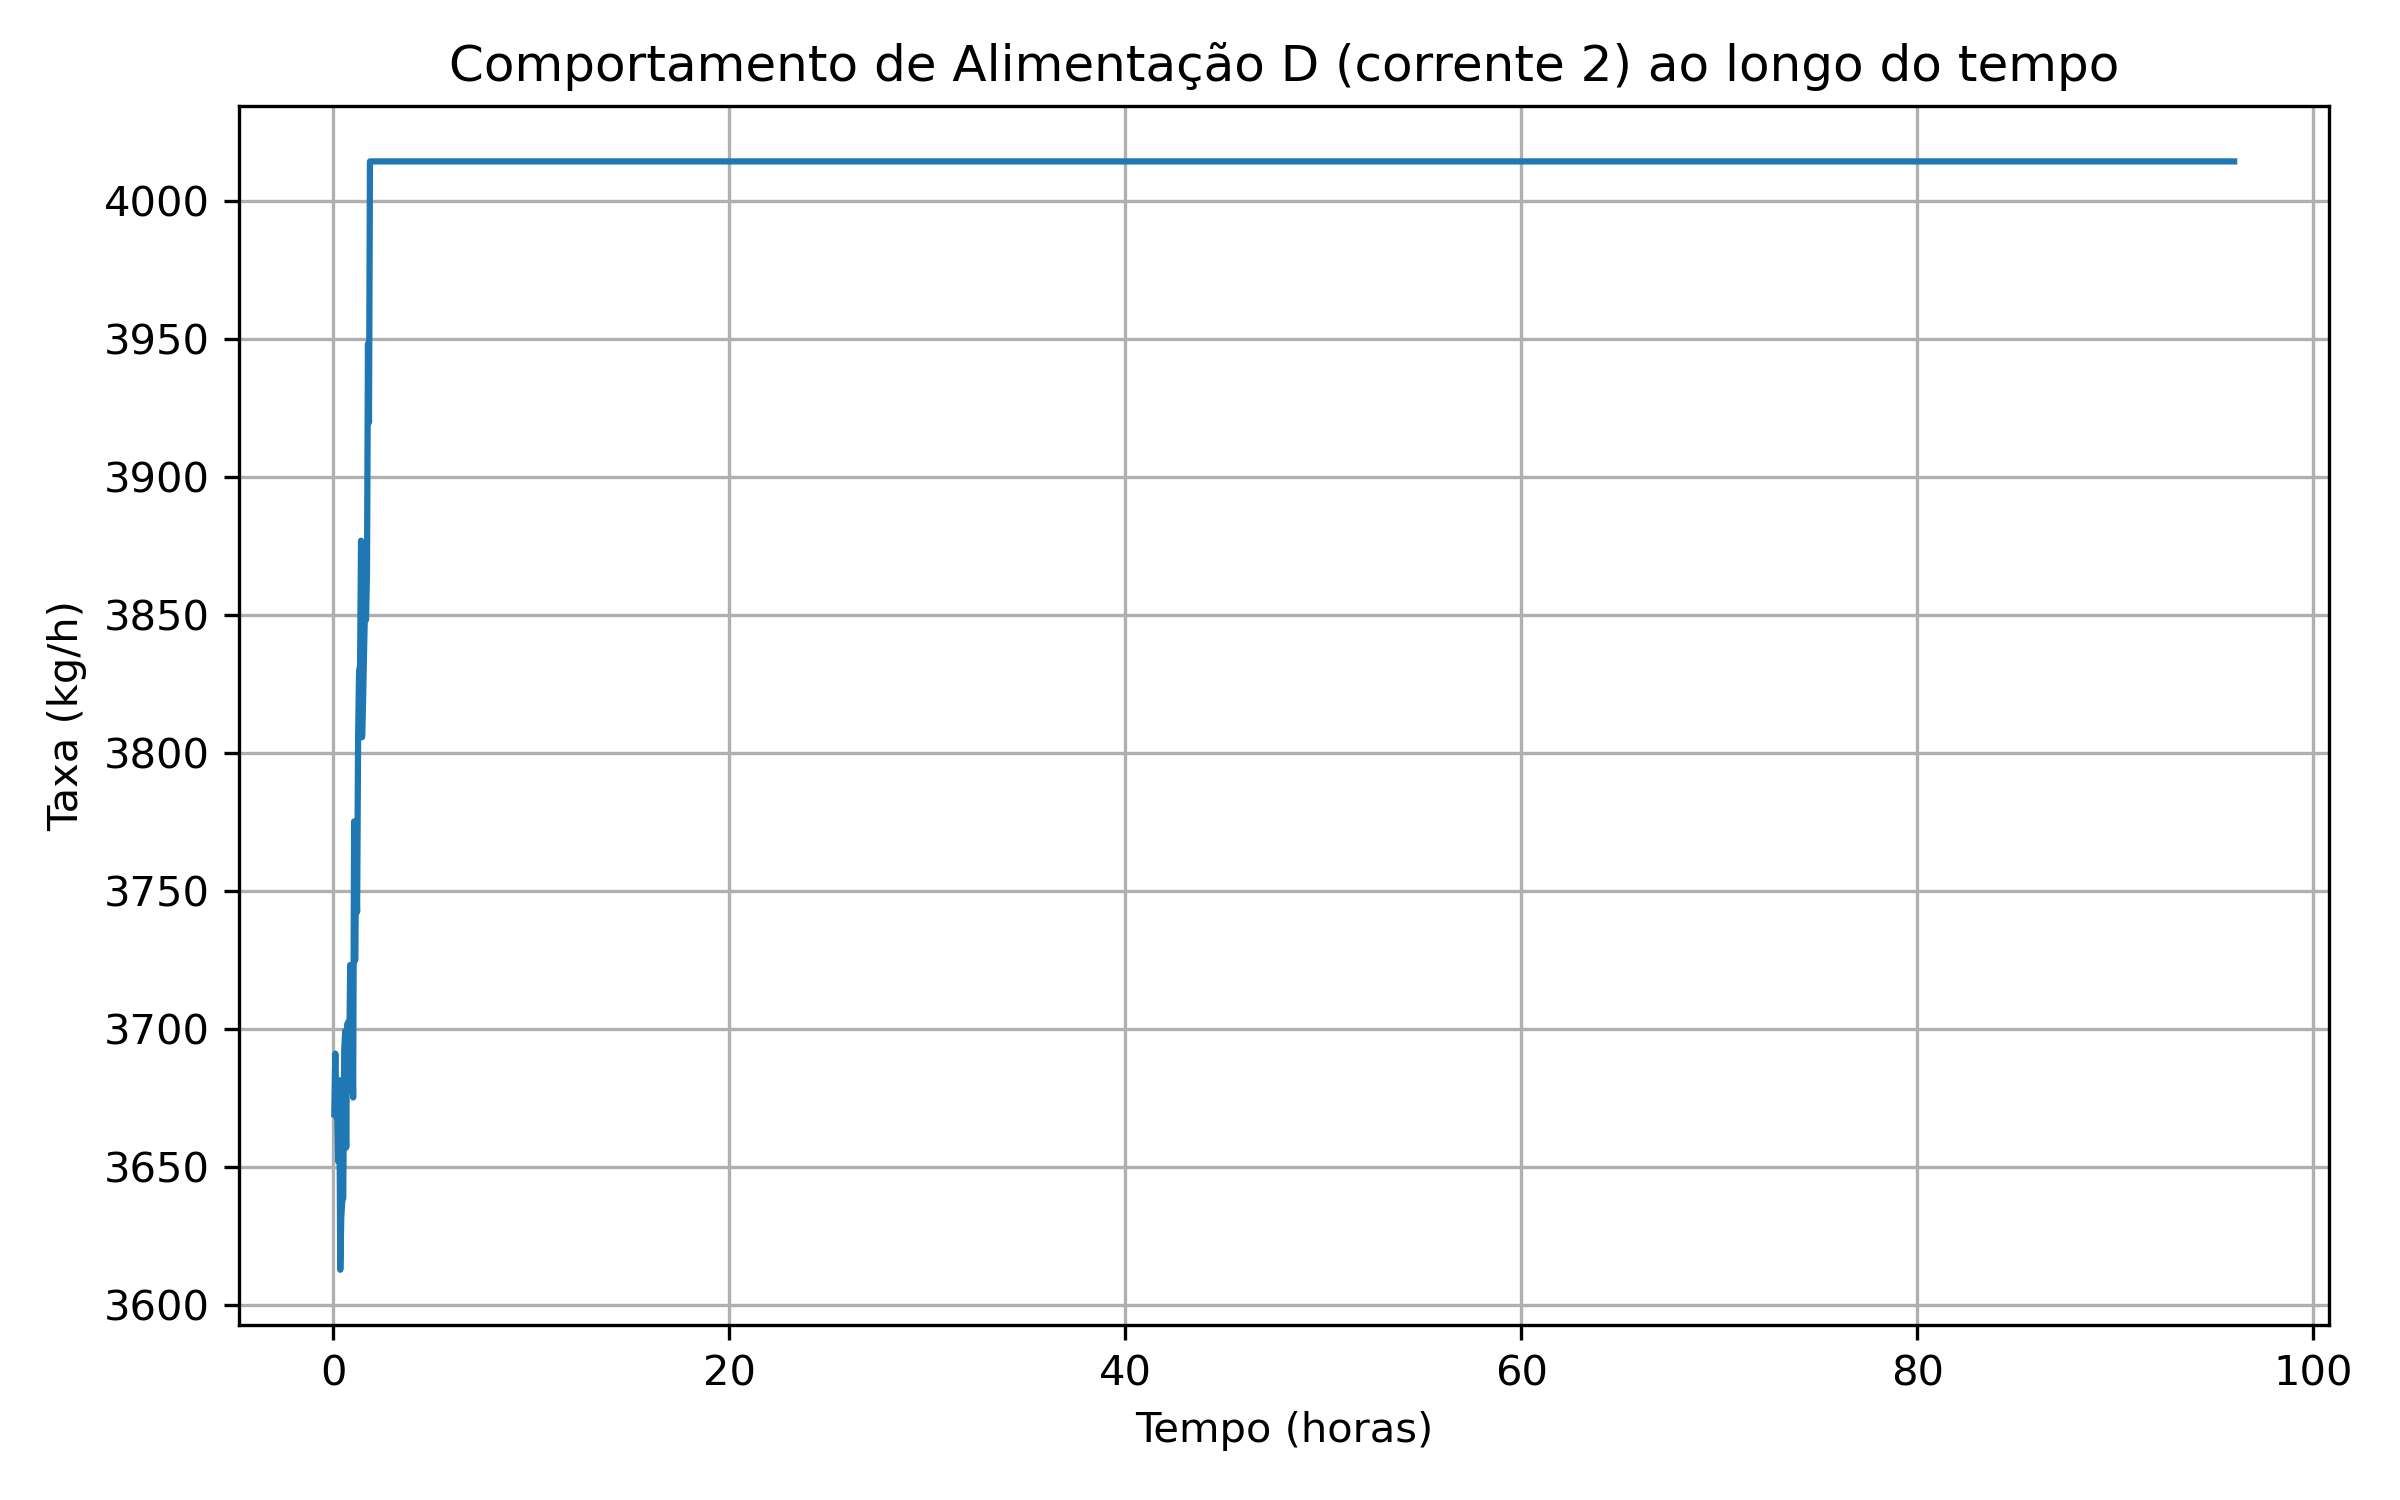 Comportamento de Alimentação D (corrente 2) ao longo do tempo
4000
3950
3900
3850
3800
3750
3700
3650
3600
Taxa (kg/h)
0 20 40 60 80 100
Tempo (horas)